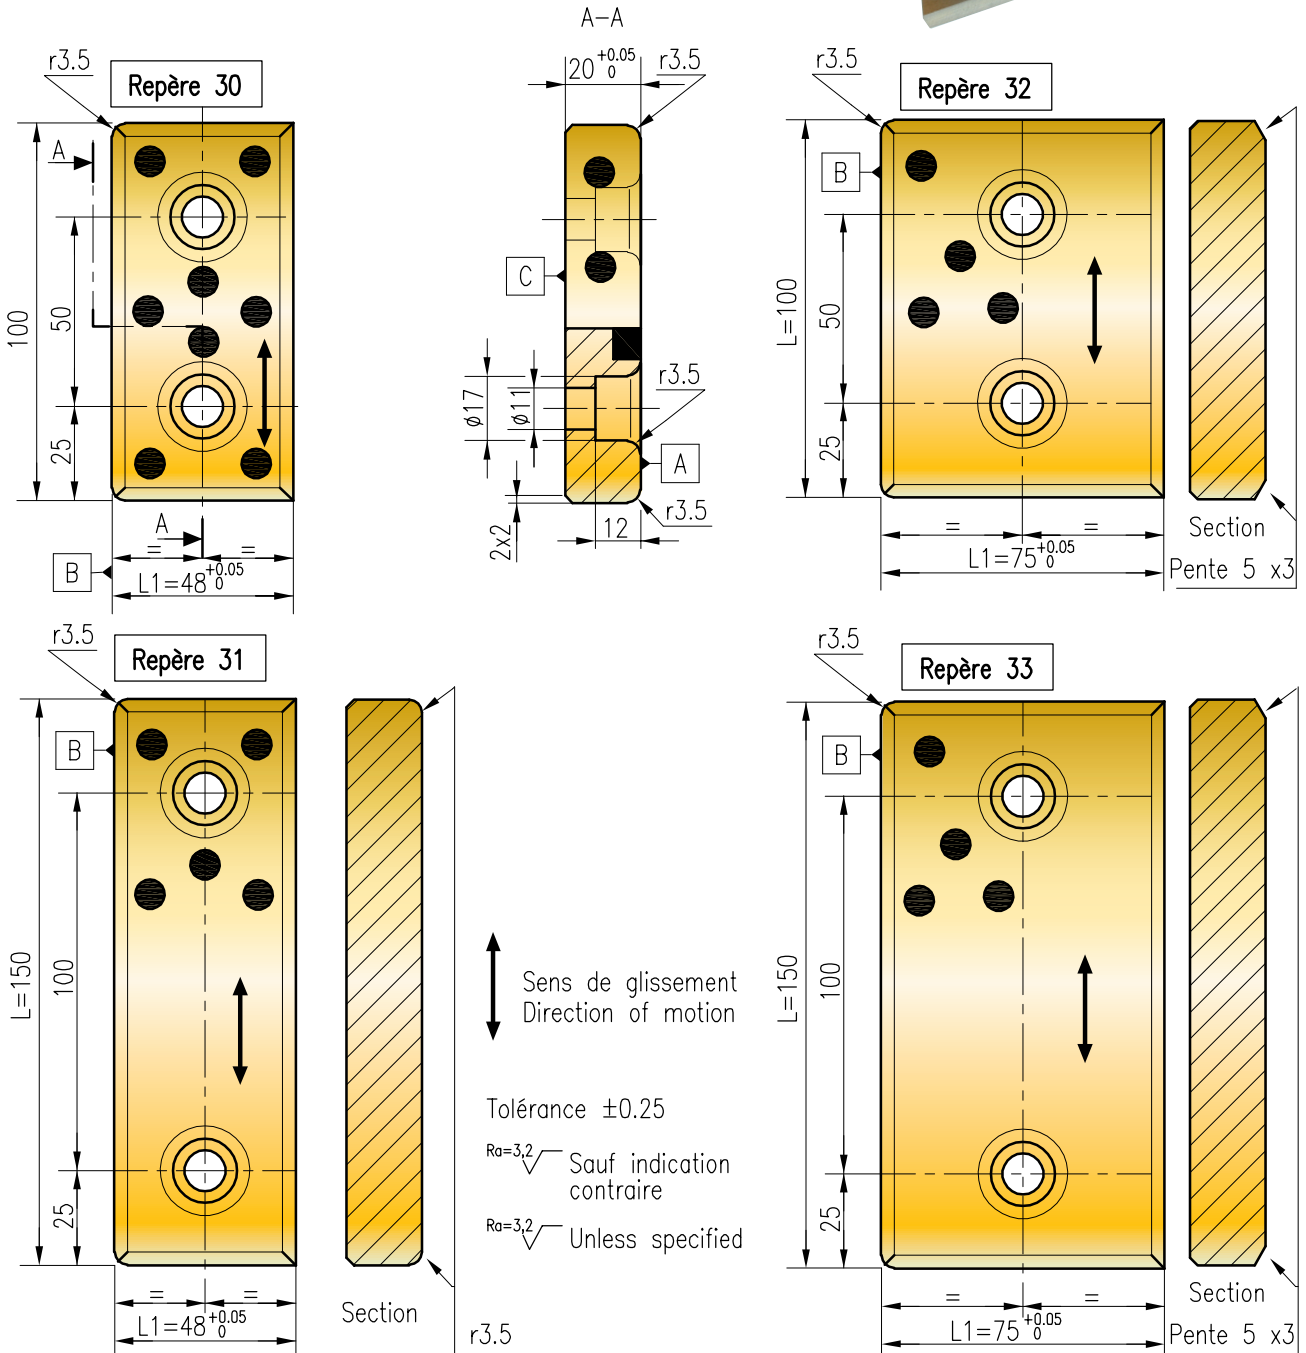 A-A
r3.5
Repère 30
A
100
50
25
A
=
=
B
L1=48 +0.05 0
20 +0.05 0
r3.5
C
ø17
ø11
r3.5
A
r3.5
2x2
12
r3.5
Repère 32
B
L=100
50
25
=
=
L1=75 +0.05 0
Section
Pente 5 x3
r3.5
Repère 31
B
L=150
100
25
=
=
L1=48 +0.05 0
Section
r3.5
Sens de glissement
Direction of motion
Tolérance ±0.25
Ra=3,2 Sauf indication
contraire
Ra=3,2 Unless specified
r3.5
Repère 33
B
L=150
100
25
=
=
L1=75 +0.05 0
Section
Pente 5 x3